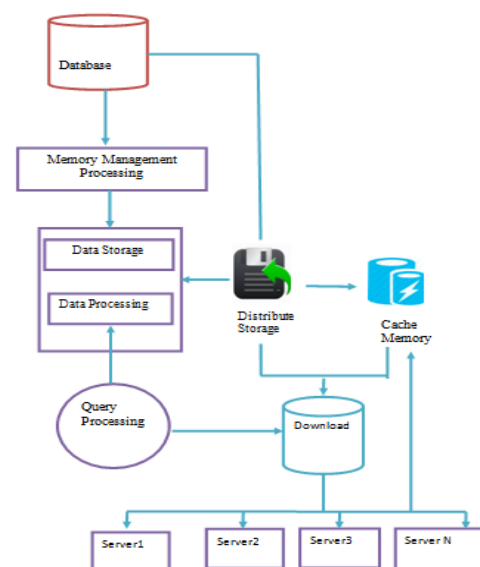 Database
Memory Management
Processing
Data Storage
Data Processing
Distribute
Storage
Cache
Memory
Query
Processing
Download
Server1
Server2
Server3
Server N